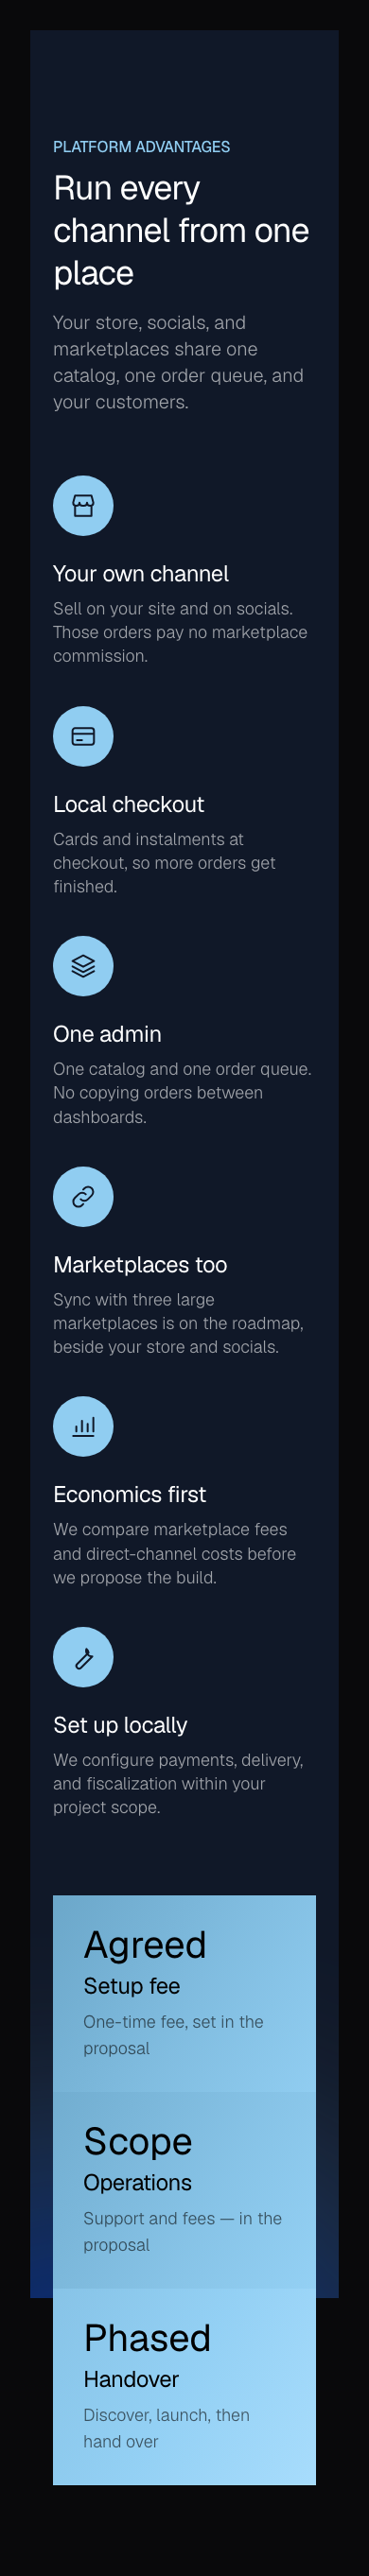 PLATFORM ADVANTAGES
Run every
channel from one
place
Your store, socials, and
marketplaces share one
catalog, one order queue, and
your customers.
Your own channel
Sell on your site and on socials.
Those orders pay no marketplace
commission.
Local checkout
Cards and instalments at
checkout, so more orders get
finished.
One admin
One catalog and one order queue.
No copying orders between
dashboards.
Marketplaces too
Sync with three large
marketplaces is on the roadmap,
beside your store and socials.
Economics first
We compare marketplace fees
and direct-channel costs before
we propose the build.
Set up locally
We configure payments, delivery,
and fiscalization within your
project scope.
Agreed
Setup fee
One-time fee, set in the
proposal
Scope
Operations
Support and fees — in the
proposal
Phased
Handover
Discover, launch, then
hand over